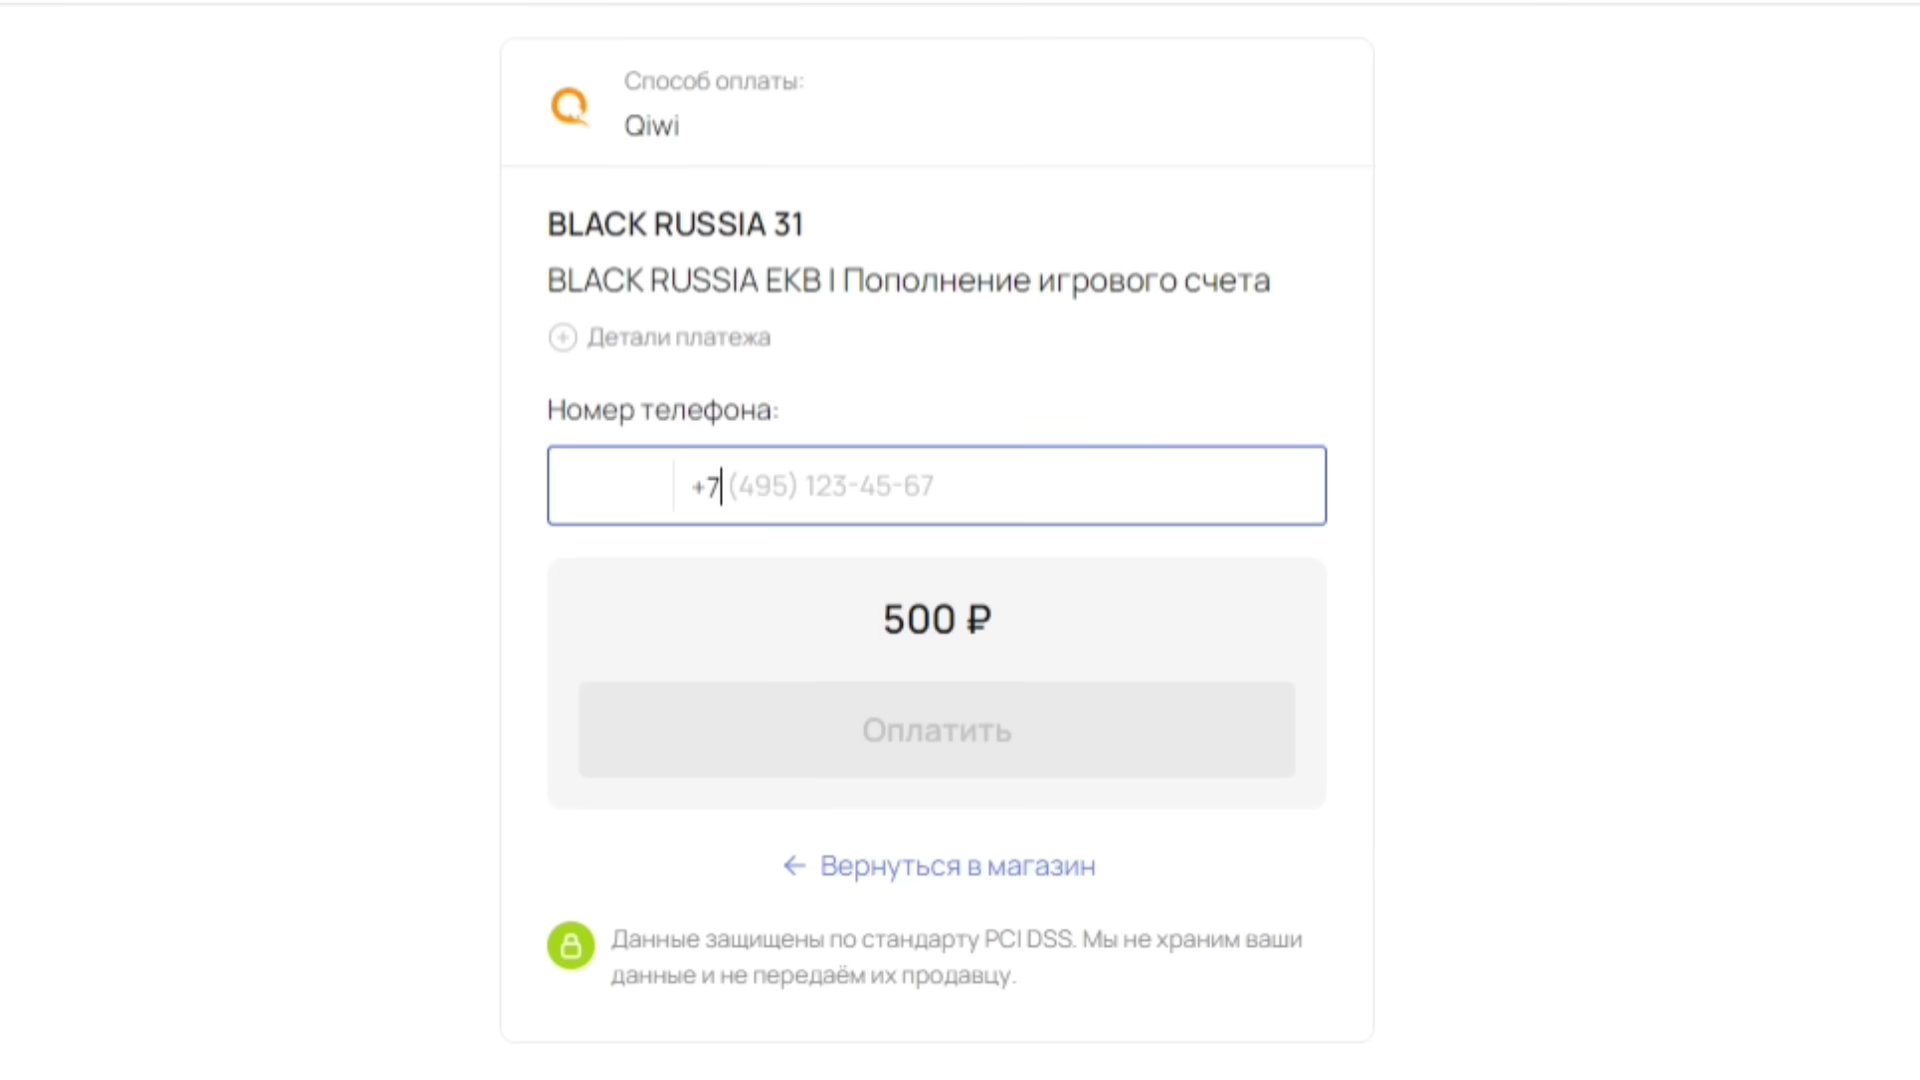 Способ оплаты:
Qiwi
BLACK RUSSIA 31
BLACK RUSSIA EKB | Пополнение игрового счета
Детали платежа
Номер телефона:
+7 (495) 123-45-67
500 ₽
Оплатить
← Вернуться в магазин
Данные защищены по стандарту PCI DSS. Мы не храним ваши
данные и не передаём их продавцу.